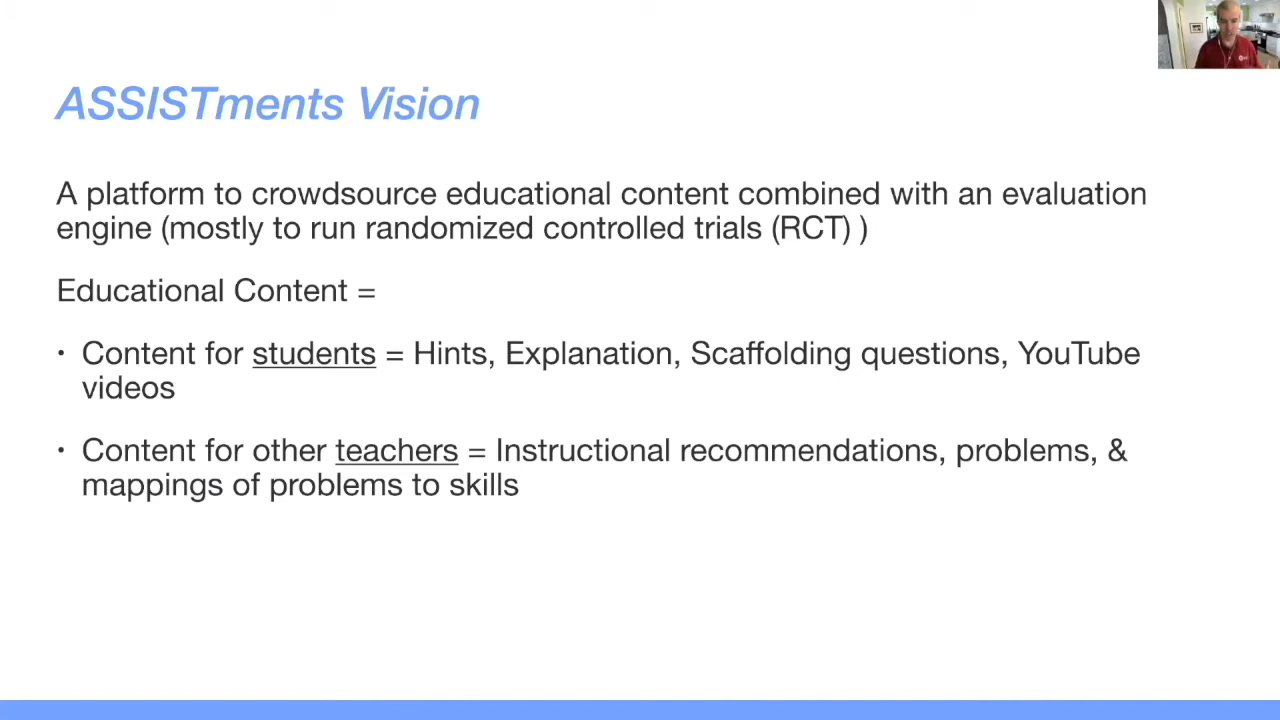 ASSISTments Vision
A platform to crowdsource educational content combined with an evaluation
engine (mostly to run randomized controlled trials (RCT) )
Educational Content =
• Content for students = Hints, Explanation, Scaffolding questions, YouTube
videos
• Content for other teachers = Instructional recommendations, problems, &
mappings of problems to skills